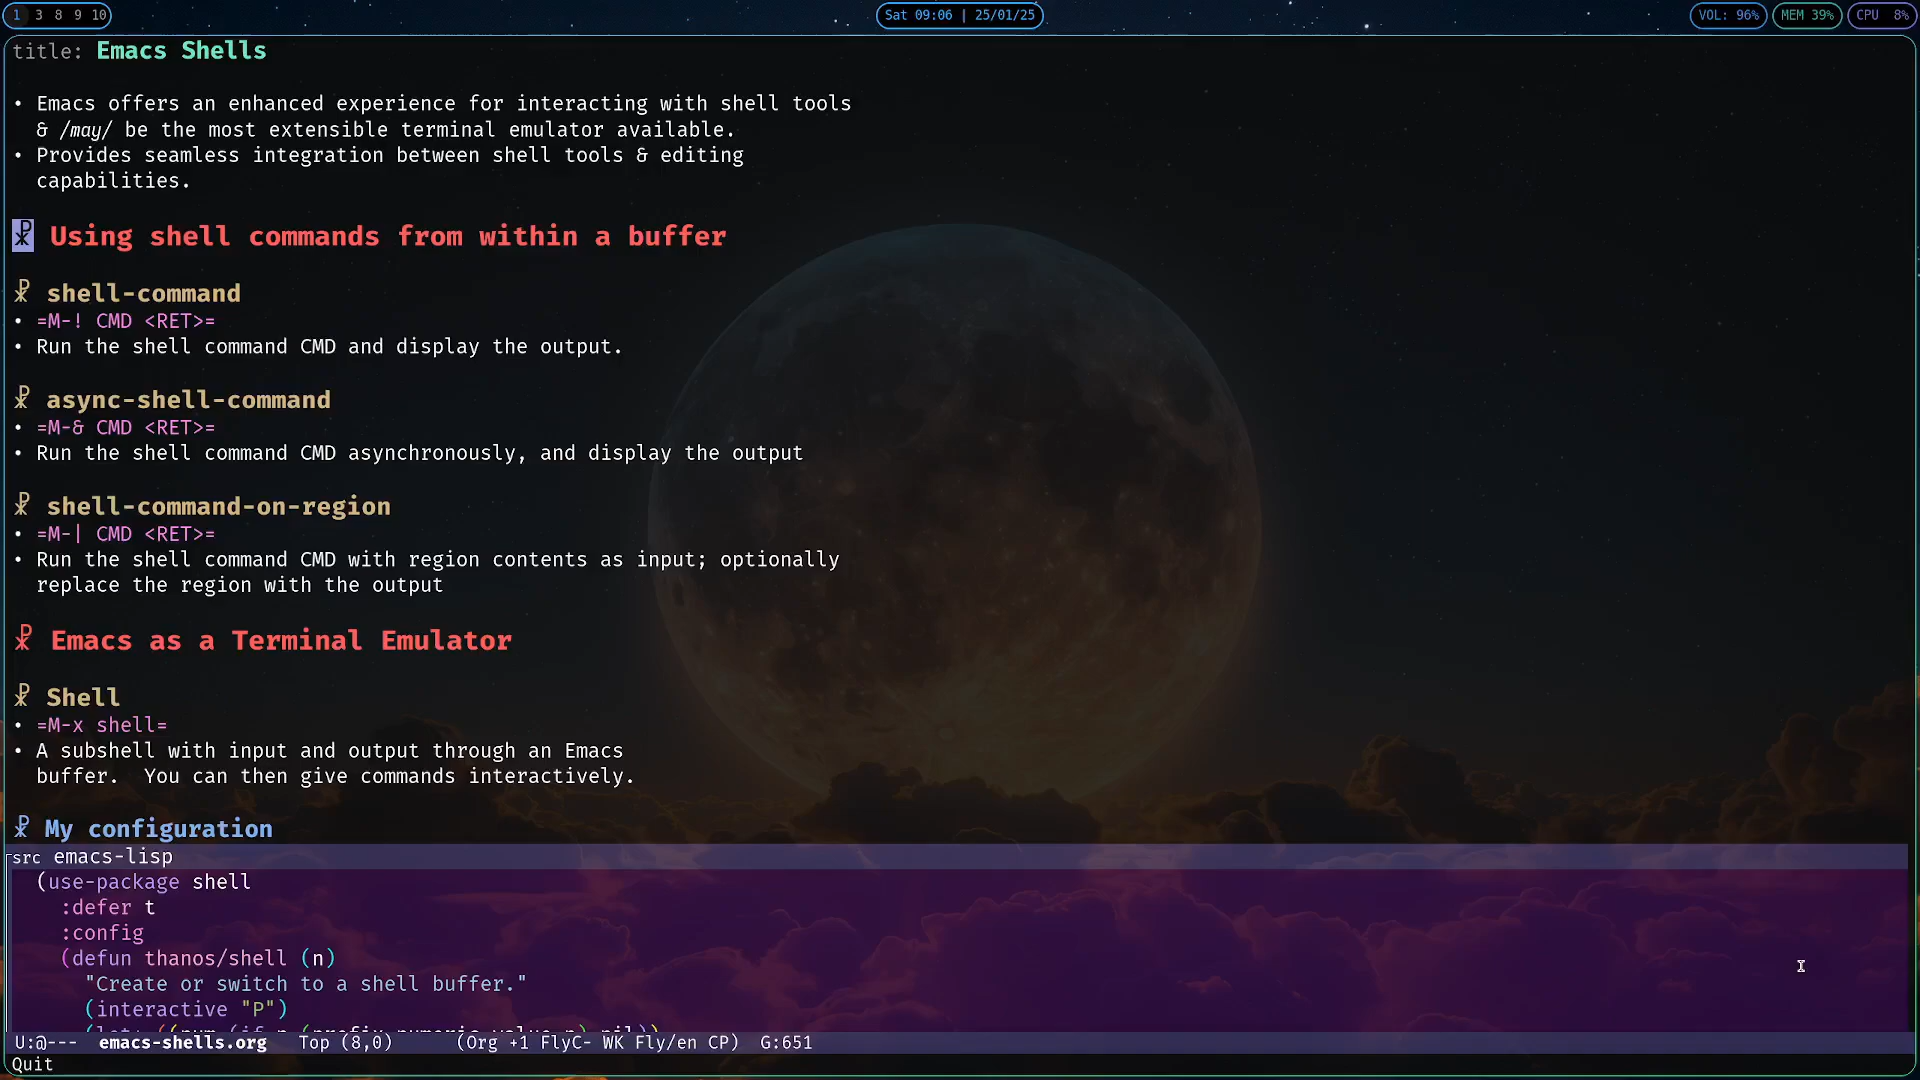 1 3 8 9 10
Sat 09:06 | 25/01/25
VOL: 96% MEM 39% CPU 8%
title: Emacs Shells
• Emacs offers an enhanced experience for interacting with shell tools
& /may/ be the most extensible terminal emulator available.
• Provides seamless integration between shell tools & editing
capabilities.
☧ Using shell commands from within a buffer
☧ shell-command
• =M-! CMD <RET>=
• Run the shell command CMD and display the output.
☧ async-shell-command
• =M-& CMD <RET>=
• Run the shell command CMD asynchronously, and display the output
☧ shell-command-on-region
• =M-| CMD <RET>=
• Run the shell command CMD with region contents as input; optionally
replace the region with the output
☧ Emacs as a Terminal Emulator
☧ Shell
• =M-x shell=
• A subshell with input and output through an Emacs
buffer.  You can then give commands interactively.
☧ My configuration
src emacs-lisp
(use-package shell
:defer t
:config
(defun thanos/shell (n)
"Create or switch to a shell buffer."
(interactive "P")
(let* ((num (if n (prefix-numeric-value n) nil))
U:@--- emacs-shells.org Top (8,0) (Org +1 FlyC- WK Fly/en CP) G:651
Quit